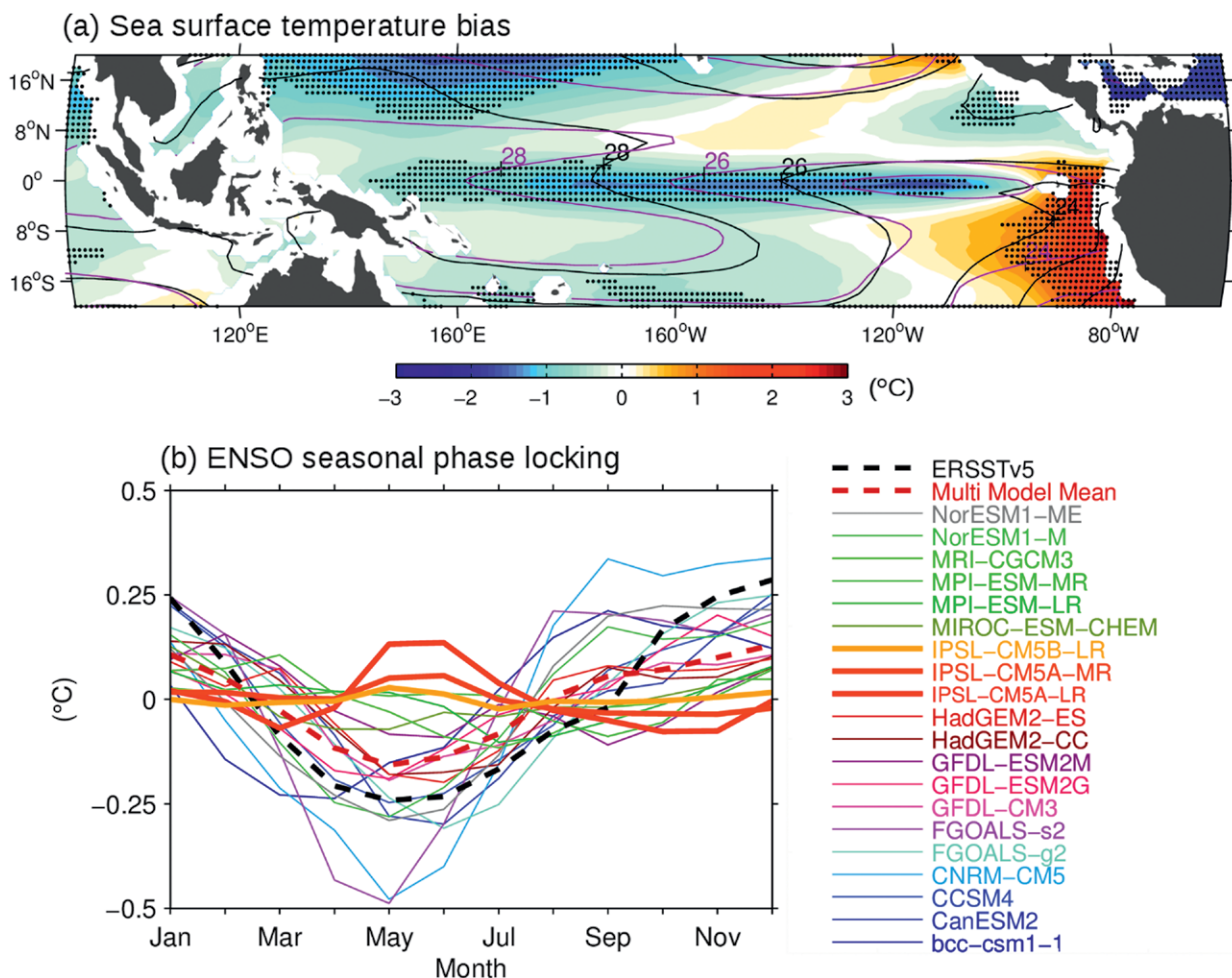 (a) Sea surface temperature bias
16°N
8°N
0°
8°S
16°S
28
28
26
26
24
0
120°E
160°E
160°W
120°W
80°W
−3
−2
−1
0
1
2
3
(°C)
(b) ENSO seasonal phase locking
0.5
0.25
0
−0.25
−0.5
(°C)
Jan
Mar
May
Jul
Sep
Nov
Month
ERSSTv5
Multi Model Mean
NorESM1−ME
NorESM1−M
MRI−CGCM3
MPI−ESM−MR
MPI−ESM−LR
MIROC−ESM−CHEM
IPSL−CM5B−LR
IPSL−CM5A−MR
IPSL−CM5A−LR
HadGEM2−ES
HadGEM2−CC
GFDL−ESM2M
GFDL−ESM2G
GFDL−CM3
FGOALS−s2
FGOALS−g2
CNRM−CM5
CCSM4
CanESM2
bcc−csm1−1